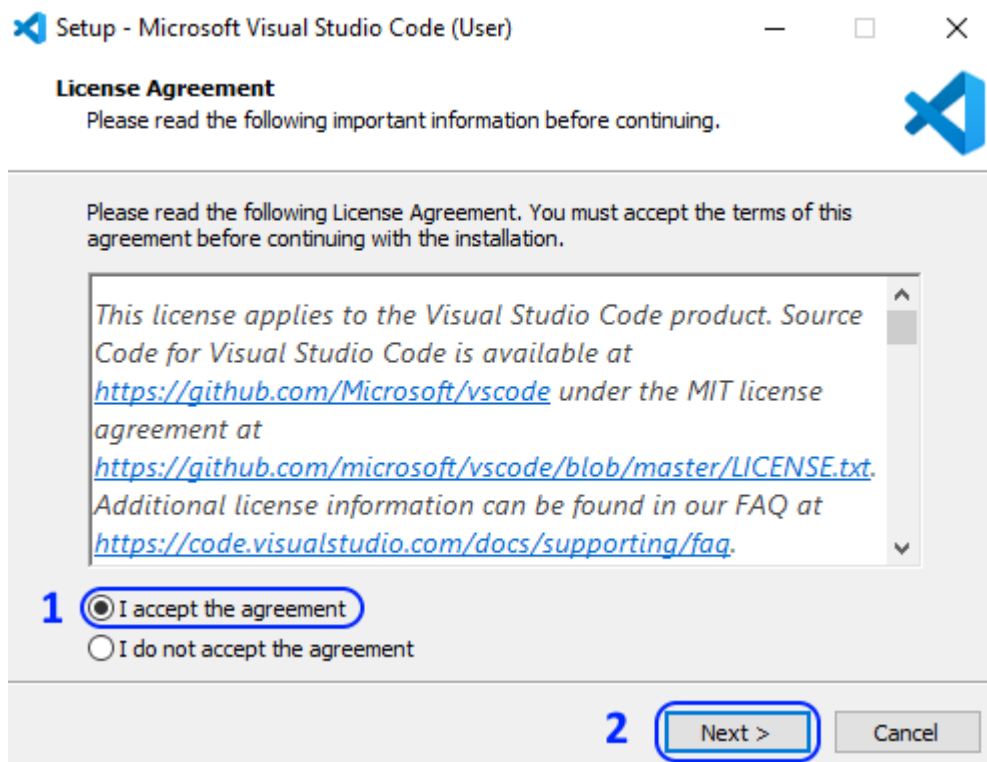 Setup - Microsoft Visual Studio Code (User)
License Agreement
Please read the following important information before continuing.
Please read the following License Agreement. You must accept the terms of this
agreement before continuing with the installation.
This license applies to the Visual Studio Code product. Source
Code for Visual Studio Code is available at
https://github.com/Microsoft/vscode under the MIT license
agreement at
https://github.com/microsoft/vscode/blob/master/LICENSE.txt.
Additional license information can be found in our FAQ at
https://code.visualstudio.com/docs/supporting/faq.
1 I accept the agreement
I do not accept the agreement
2 Next > Cancel